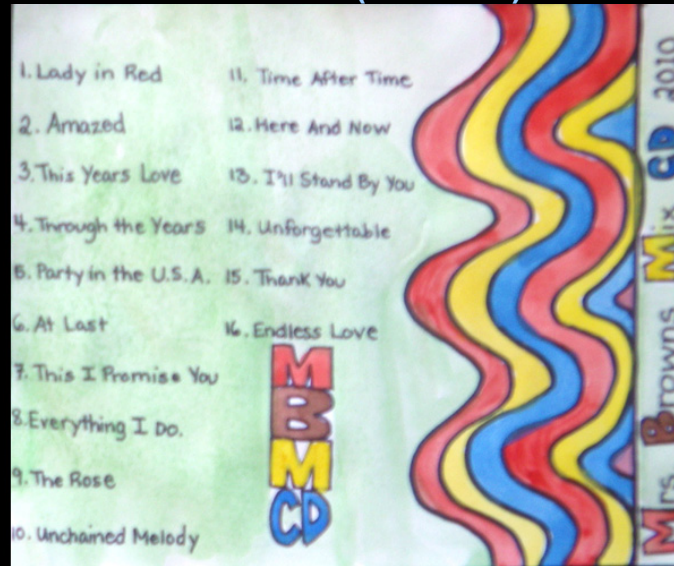 1. Lady in Red
2. Amazed
3. This Years Love
4. Through the Years
5. Party in the U.S.A.
6. At Last
7. This I Promise You
8. Everything I Do.
9. The Rose
10. Unchained Melody
11. Time After Time
12. Here And Now
13. I'll Stand By You
14. Unforgettable
15. Thank You
16. Endless Love
M
B
M
CD
Mrs Browns Mix CD 2010